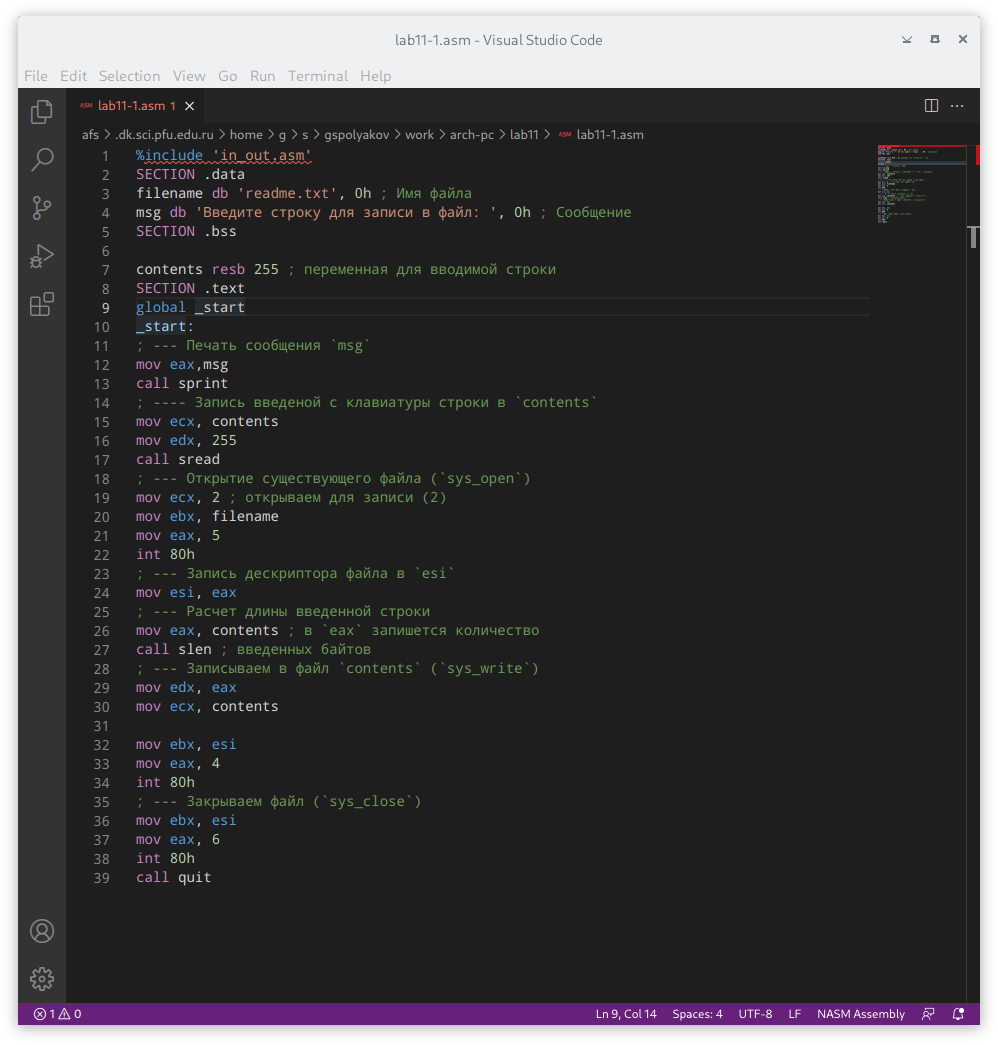 lab11-1.asm - Visual Studio Code
File Edit Selection View Go Run Terminal Help
ASM lab11-1.asm 1
afs > .dk.sci.pfu.edu.ru > home > g > s > gspolyakov > work > arch-pc > lab11 > ASM lab11-1.asm
1 %include 'in_out.asm'
2 SECTION .data
3 filename db 'readme.txt', 0h ; Имя файла
4 msg db 'Введите строку для записи в файл: ', 0h ; Сообщение
5 SECTION .bss
6
7 contents resb 255 ; переменная для вводимой строки
8 SECTION .text
9 global _start
10 _start:
11 ; --- Печать сообщения `msg`
12 mov eax,msg
13 call sprint
14 ; ---- Запись введеной с клавиатуры строки в `contents`
15 mov ecx, contents
16 mov edx, 255
17 call sread
18 ; --- Открытие существующего файла (`sys_open`)
19 mov ecx, 2 ; открываем для записи (2)
20 mov ebx, filename
21 mov eax, 5
22 int 80h
23 ; --- Запись дескриптора файла в `esi`
24 mov esi, eax
25 ; --- Расчет длины введенной строки
26 mov eax, contents ; в `eax` запишется количество
27 call slen ; введенных байтов
28 ; --- Записываем в файл `contents` (`sys_write`)
29 mov edx, eax
30 mov ecx, contents
31
32 mov ebx, esi
33 mov eax, 4
34 int 80h
35 ; --- Закрываем файл (`sys_close`)
36 mov ebx, esi
37 mov eax, 6
38 int 80h
39 call quit
1 0 Ln 9, Col 14 Spaces: 4 UTF-8 LF NASM Assembly